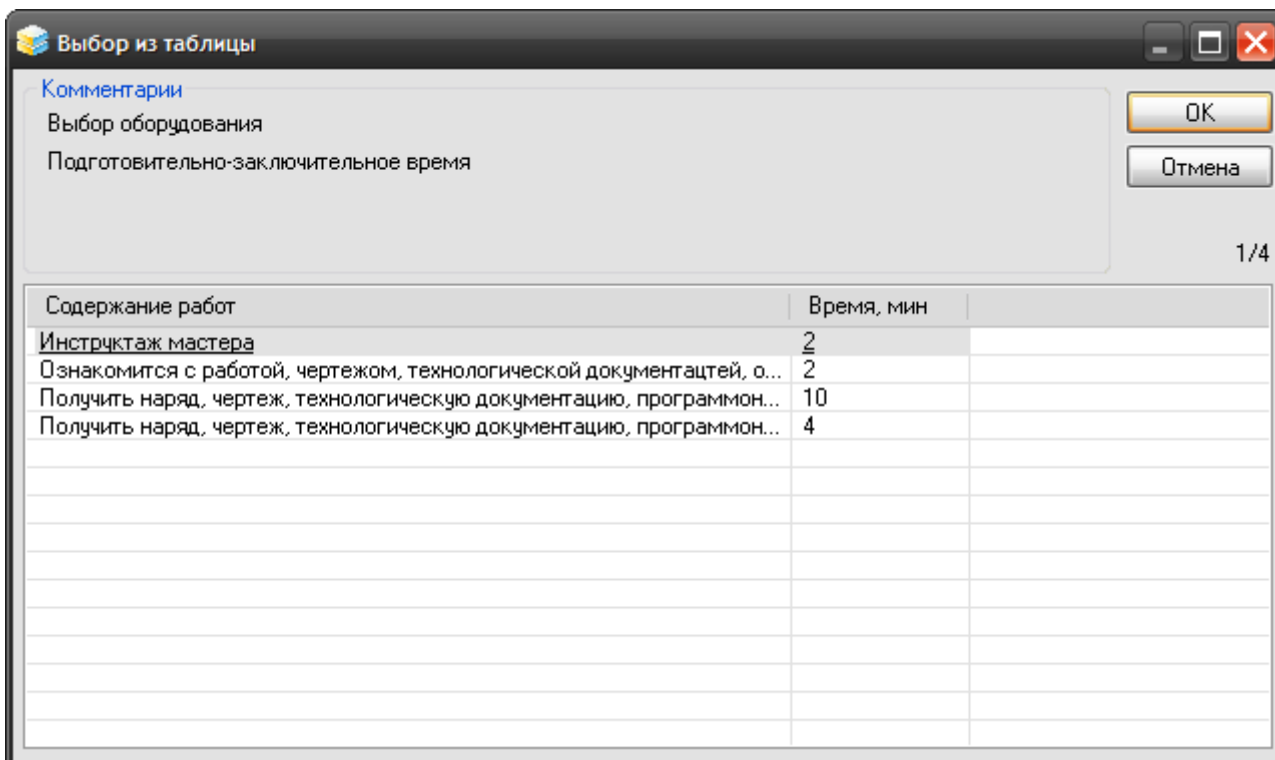 Выбор из таблицы
Комментарии
Выбор оборудования
Подготовительно-заключительное время
OK
Отмена
1/4
Содержание работ Время, мин
Инструктаж мастера 2
Ознакомится с работой, чертежом, технологической документацтей, о... 2
Получить наряд, чертеж, технологическую документацию, программон... 10
Получить наряд, чертеж, технологическую документацию, программон... 4